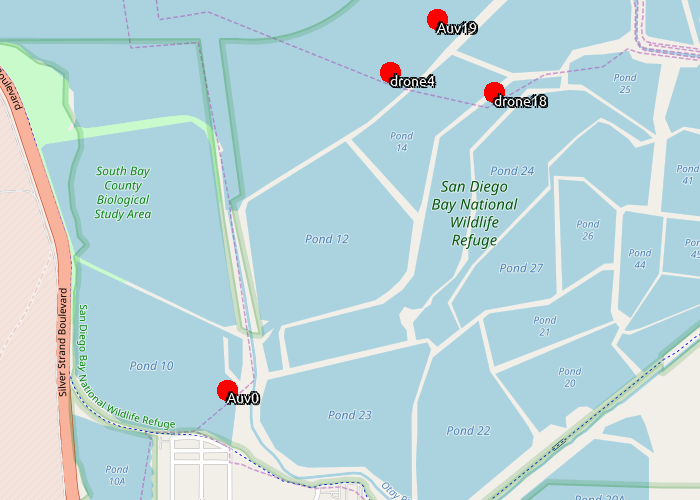 Auv19
drone4
drone18
Pond
25
Boulevard
Pond
14
South Bay
County
Biological
Study Area
Pond 24
San Diego
Bay National
Wildlife
Refuge
Pond
41
Pond 12
Pond
26
Pond
44
Pond 27
Silver Strand Boulevard
San Diego Bay National Wildlife Refuge
Pond
21
Pond 10
Pond
20
Auv0
Pond 23
Pond 22
Pond
10A
Pond 20A